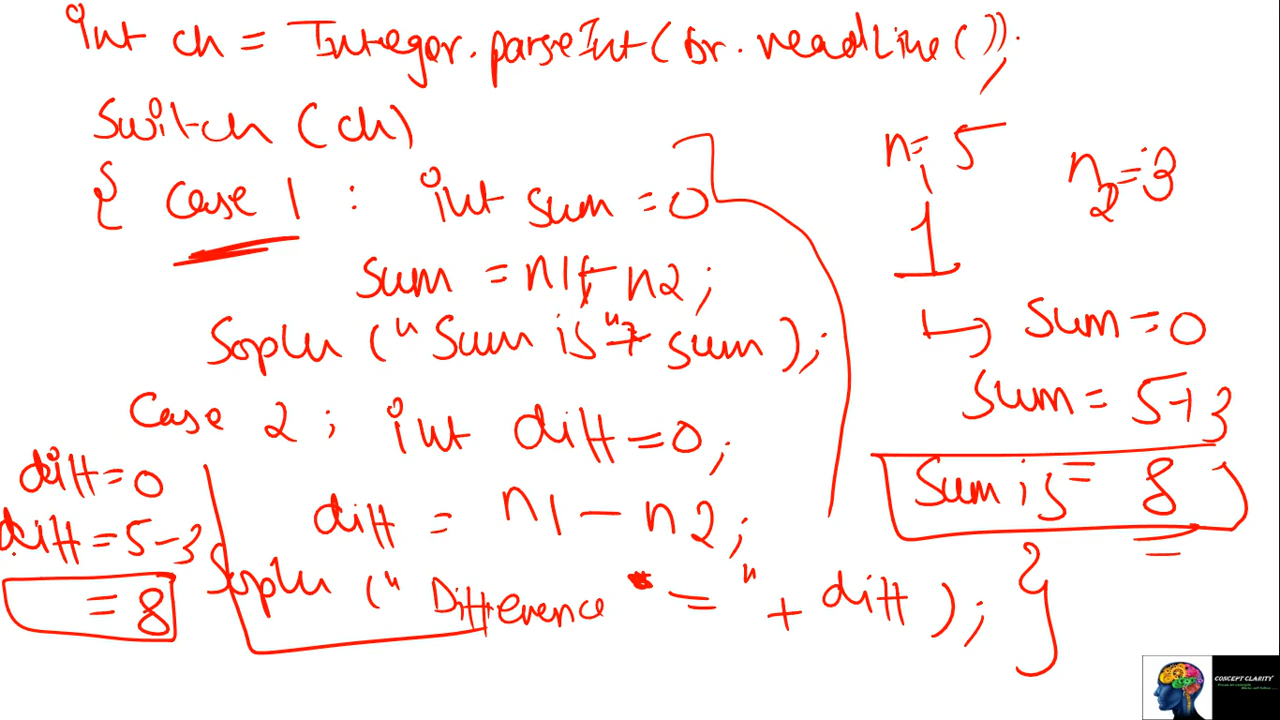 int ch = Integer.parseInt(br.readLine());
Switch (ch)
{ Case 1 : int sum = 0
sum = n1 + n2;
Sopln ("Sum is" + sum);
Case 2 ; int diff = 0;
diff = n1 - n2;
Sopln ("Difference = " + diff); }
n1 = 5
n2 = 3
1
↳ Sum = 0
Sum = 5+3
Sum is = 8
diff = 0
diff = 5-3
= 8
CONCEPT CLARITY